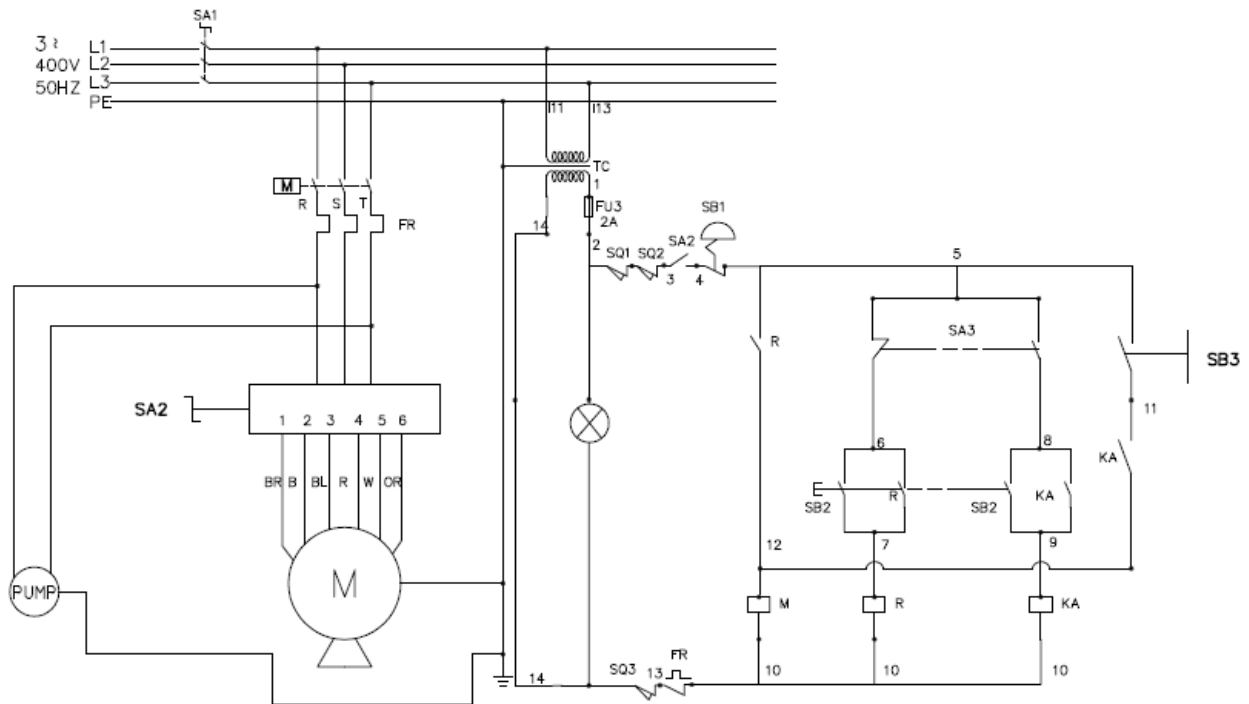 SA1
3 ~ L1
400V L2
50HZ L3
PE
11 13
TC
1
M
R S T
FR
FU3
2A
14
2
SB1
SQ1 SQ2 SA2
3 4
5
R
SA3
SB3
11
SA2
1 2 3 4 5 6
BR B BL R W OR
6 8
KA
SB2 R SB2 KA
12 7 9
PUMP
M
M R KA
14
SQ3 13 FR
10 10 10